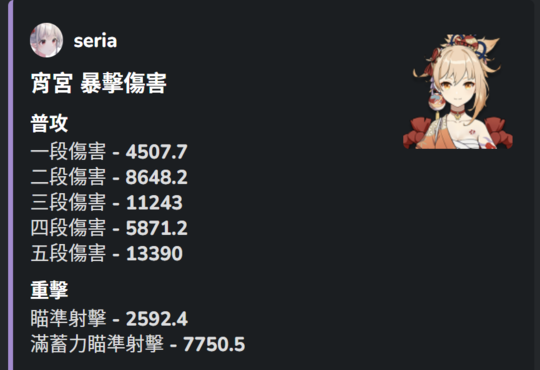 seria
宵宮 暴擊傷害
普攻
一段傷害 - 4507.7
二段傷害 - 8648.2
三段傷害 - 11243
四段傷害 - 5871.2
五段傷害 - 13390
重擊
瞄準射擊 - 2592.4
滿蓄力瞄準射擊 - 7750.5